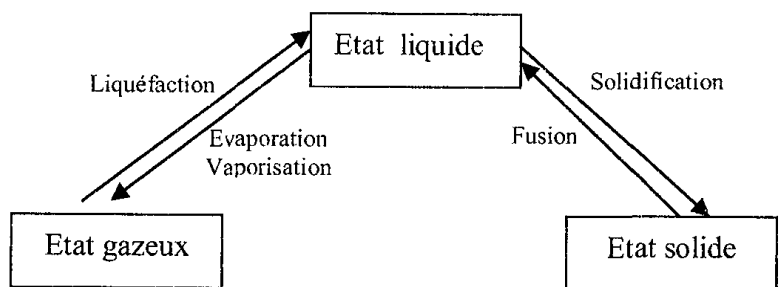 Etat liquide
Liquéfaction
Solidification
Evaporation
Vaporisation
Fusion
Etat gazeux
Etat solide